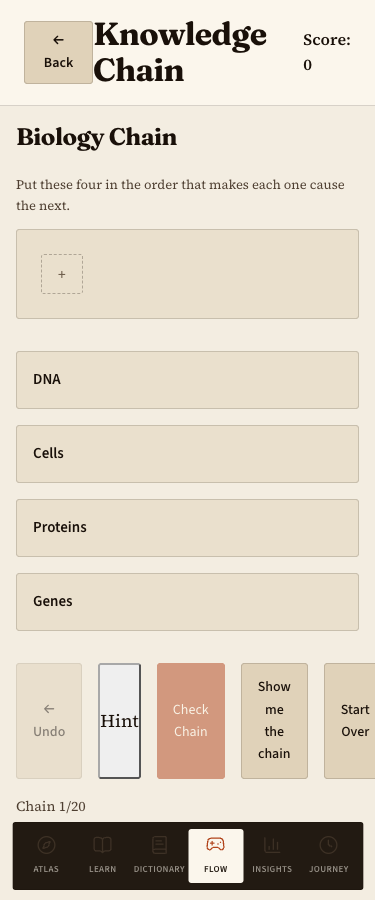 ←
Back
Knowledge
Chain
Score:
0
Biology Chain
Put these four in the order that makes each one cause
the next.
+
DNA
Cells
Proteins
Genes
←
Undo
Hint
Check
Chain
Show
me
the
chain
Start
Over
Chain 1/20
ATLAS
LEARN
DICTIONARY
FLOW
INSIGHTS
JOURNEY